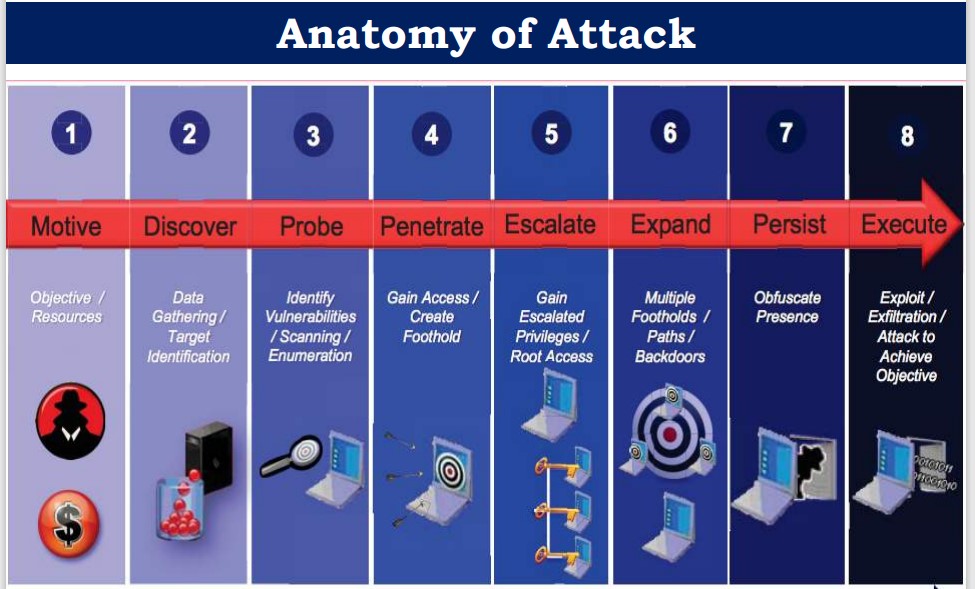 Anatomy of Attack
1
2
3
4
5
6
7
8
Motive
Discover
Probe
Penetrate
Escalate
Expand
Persist
Execute
Objective /
Resources
Data
Gathering /
Target
Identification
Identify
Vulnerabilities
/ Scanning /
Enumeration
Gain Access /
Create
Foothold
Gain
Escalated
Privileges /
Root Access
Multiple
Footholds /
Paths /
Backdoors
Obfuscate
Presence
Exploit /
Exfiltration /
Attack to
Achieve
Objective
$
00101011
011001010